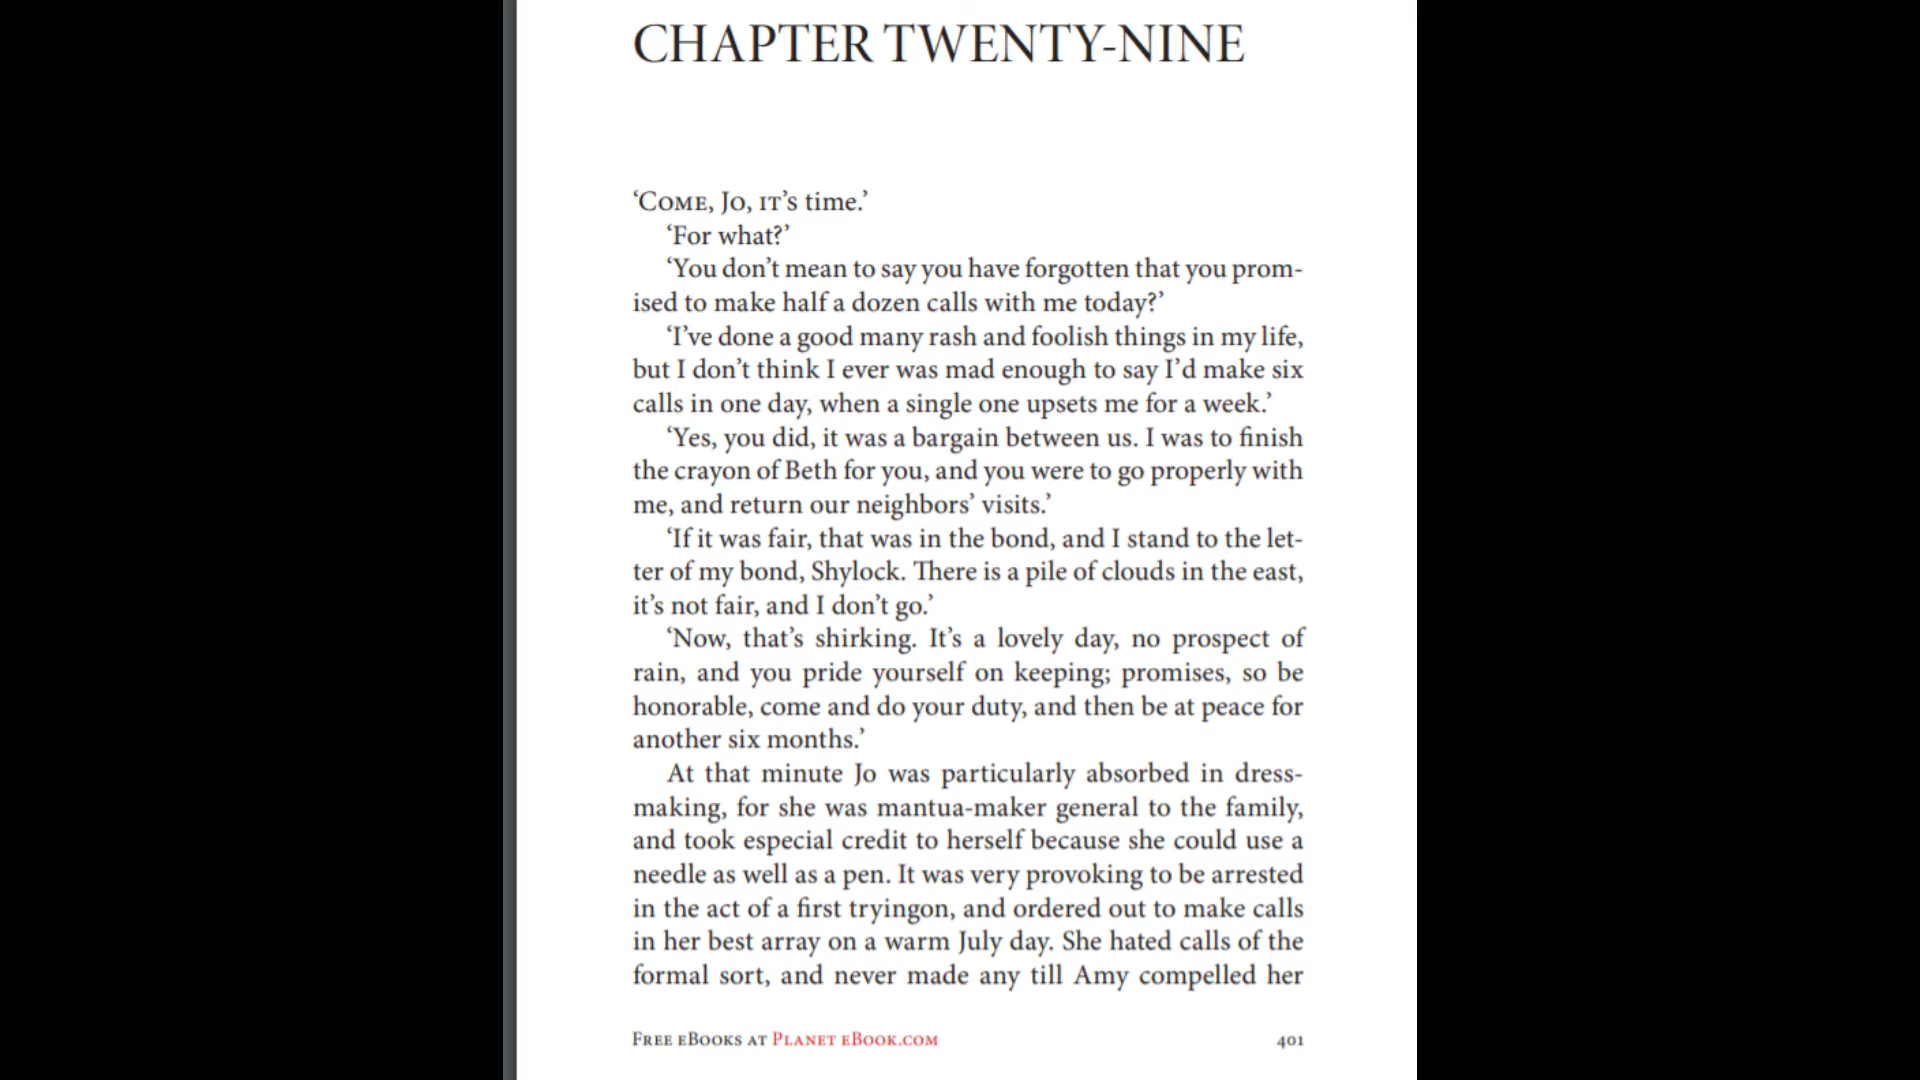 CHAPTER TWENTY-NINE
‘Come, Jo, it’s time.’
‘For what?’
‘You don’t mean to say you have forgotten that you prom-
ised to make half a dozen calls with me today?’
‘I’ve done a good many rash and foolish things in my life,
but I don’t think I ever was mad enough to say I’d make six
calls in one day, when a single one upsets me for a week.’
‘Yes, you did, it was a bargain between us. I was to finish
the crayon of Beth for you, and you were to go properly with
me, and return our neighbors’ visits.’
‘If it was fair, that was in the bond, and I stand to the let-
ter of my bond, Shylock. There is a pile of clouds in the east,
it’s not fair, and I don’t go.’
‘Now, that’s shirking. It’s a lovely day, no prospect of
rain, and you pride yourself on keeping; promises, so be
honorable, come and do your duty, and then be at peace for
another six months.’
At that minute Jo was particularly absorbed in dress-
making, for she was mantua-maker general to the family,
and took especial credit to herself because she could use a
needle as well as a pen. It was very provoking to be arrested
in the act of a first tryingon, and ordered out to make calls
in her best array on a warm July day. She hated calls of the
formal sort, and never made any till Amy compelled her
Free eBooks at Planet eBook.com 401